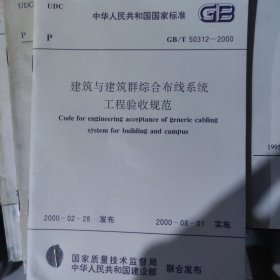 UDC
UDC
中华人民共和国国家标准
GB
P
P
GB/T 50312—2000
建筑与建筑群综合布线系统
工程验收规范
Code for engineering acceptance of generic cabling
system for building and campus
2000-02-28 发布
2000-08-01 实施
国家质量技术监督局
中华人民共和国建设部
联合发布
1995